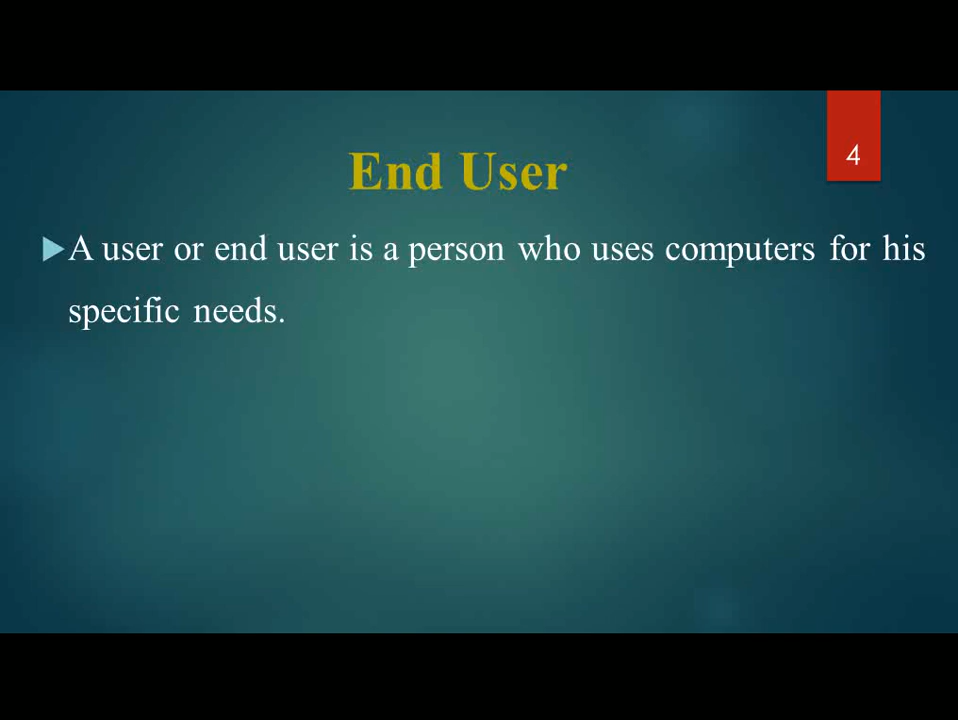 4
End User
A user or end user is a person who uses computers for his
specific needs.